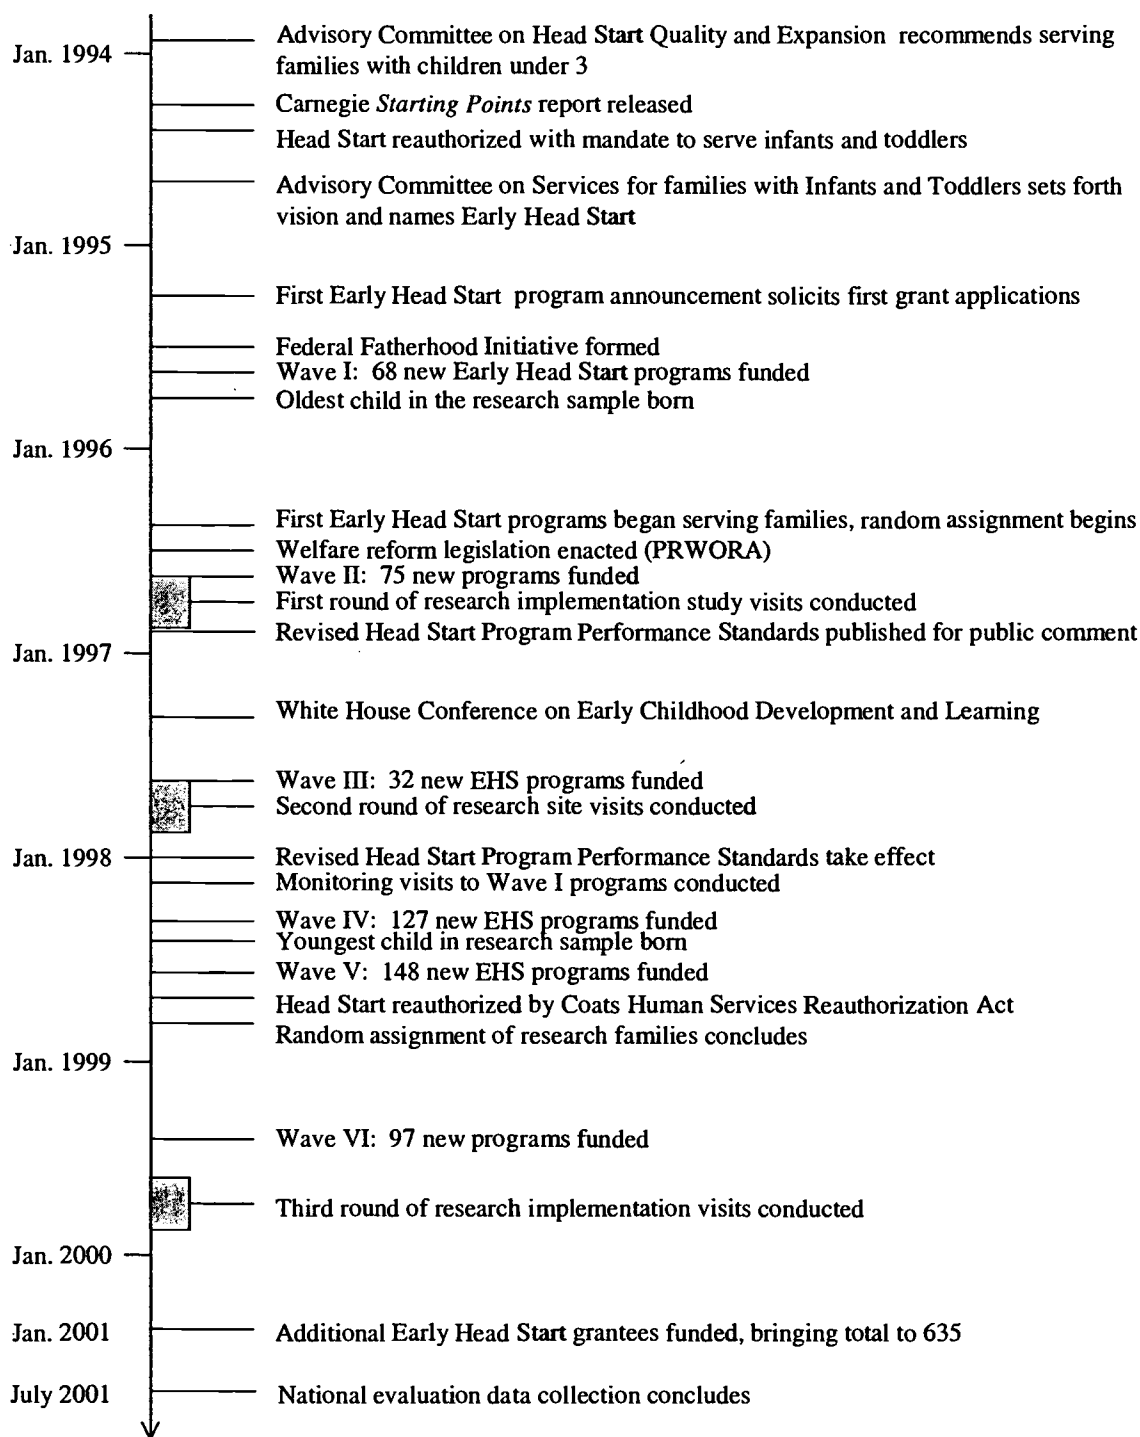 Jan. 1994
Advisory Committee on Head Start Quality and Expansion recommends serving
families with children under 3
Carnegie Starting Points report released
Head Start reauthorized with mandate to serve infants and toddlers
Advisory Committee on Services for families with Infants and Toddlers sets forth
vision and names Early Head Start
Jan. 1995
First Early Head Start program announcement solicits first grant applications
Federal Fatherhood Initiative formed
Wave I: 68 new Early Head Start programs funded
Oldest child in the research sample born
Jan. 1996
First Early Head Start programs began serving families, random assignment begins
Welfare reform legislation enacted (PRWORA)
Wave II: 75 new programs funded
First round of research implementation study visits conducted
Revised Head Start Program Performance Standards published for public comment
Jan. 1997
White House Conference on Early Childhood Development and Learning
Wave III: 32 new EHS programs funded
Second round of research site visits conducted
Jan. 1998
Revised Head Start Program Performance Standards take effect
Monitoring visits to Wave I programs conducted
Wave IV: 127 new EHS programs funded
Youngest child in research sample born
Wave V: 148 new EHS programs funded
Head Start reauthorized by Coats Human Services Reauthorization Act
Random assignment of research families concludes
Jan. 1999
Wave VI: 97 new programs funded
Third round of research implementation visits conducted
Jan. 2000
Jan. 2001
Additional Early Head Start grantees funded, bringing total to 635
July 2001
National evaluation data collection concludes